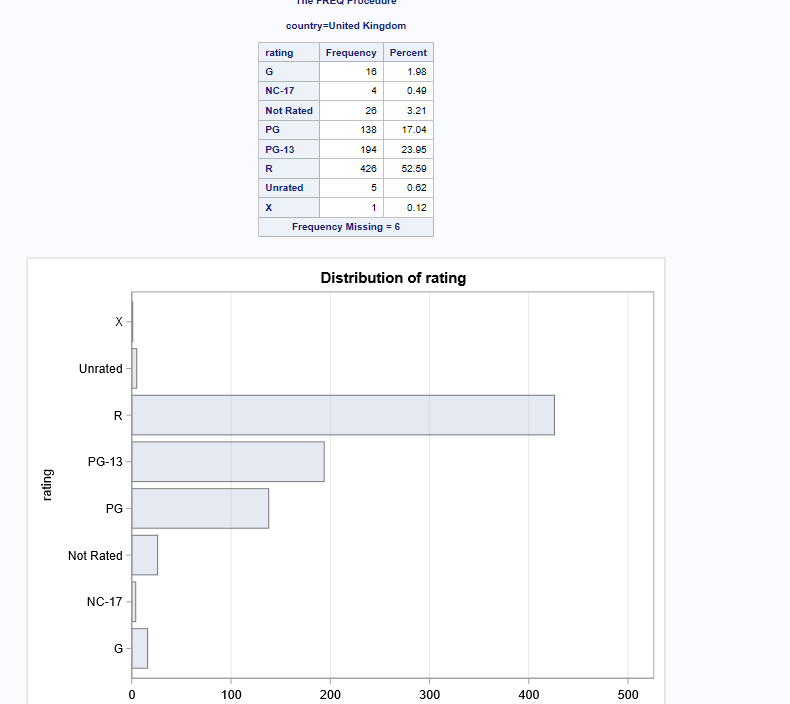 The FREQ Procedure
country=United Kingdom
rating Frequency Percent
G 16 1.98
NC-17 4 0.49
Not Rated 26 3.21
PG 138 17.04
PG-13 194 23.95
R 426 52.59
Unrated 5 0.62
X 1 0.12
Frequency Missing = 6
Distribution of rating
X
Unrated
R
PG-13
rating
PG
Not Rated
NC-17
G
0 100 200 300 400 500